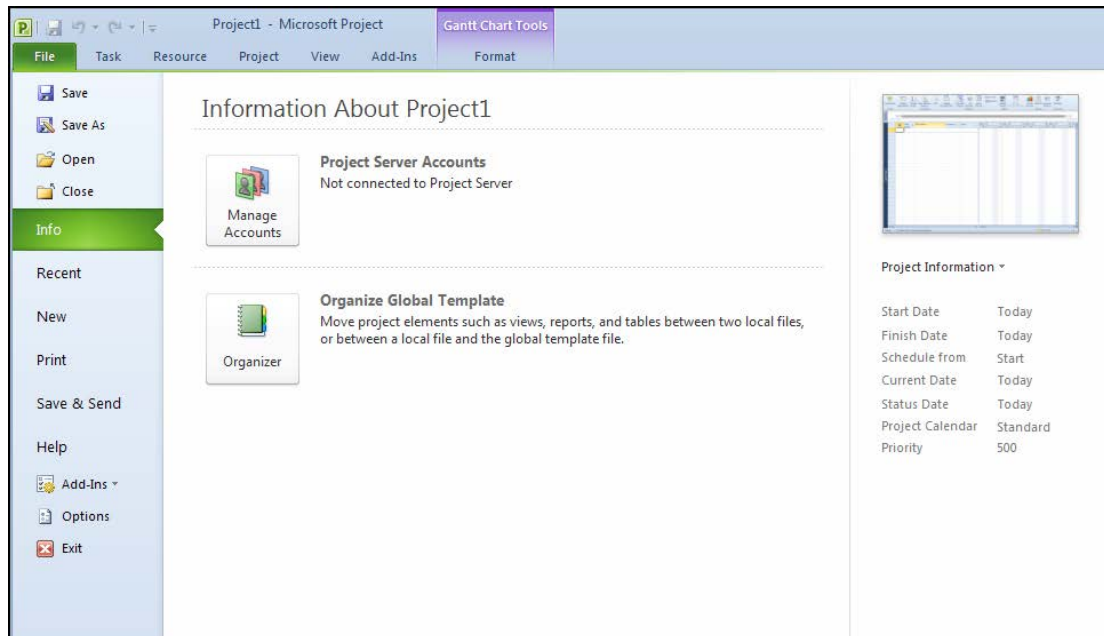 Project1 - Microsoft Project
Gantt Chart Tools
File Task Resource Project View Add-Ins Format
Save
Save As
Open
Close
Info
Recent
New
Print
Save & Send
Help
Add-Ins
Options
Exit
Information About Project1
Manage
Accounts
Project Server Accounts
Not connected to Project Server
Organizer
Organize Global Template
Move project elements such as views, reports, and tables between two local files,
or between a local file and the global template file.
Project Information
Start Date Today
Finish Date Today
Schedule from Start
Current Date Today
Status Date Today
Project Calendar Standard
Priority 500